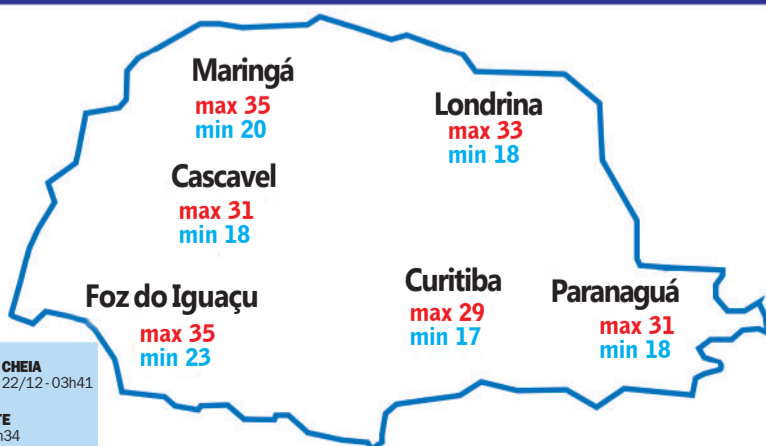 Maringá
max 35
min 20
Londrina
max 33
min 18
Cascavel
max 31
min 18
Foz do Iguaçu
max 35
min 23
Curitiba
max 29
min 17
Paranaguá
max 31
min 18
CHEIA
22/12 - 03h41